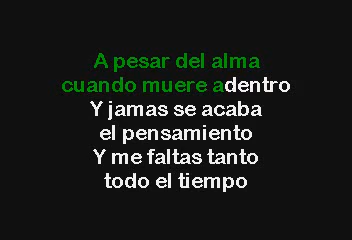 A pesar del alma
cuando muere adentro
Y jamas se acaba
el pensamiento
Y me faltas tanto
todo el tiempo